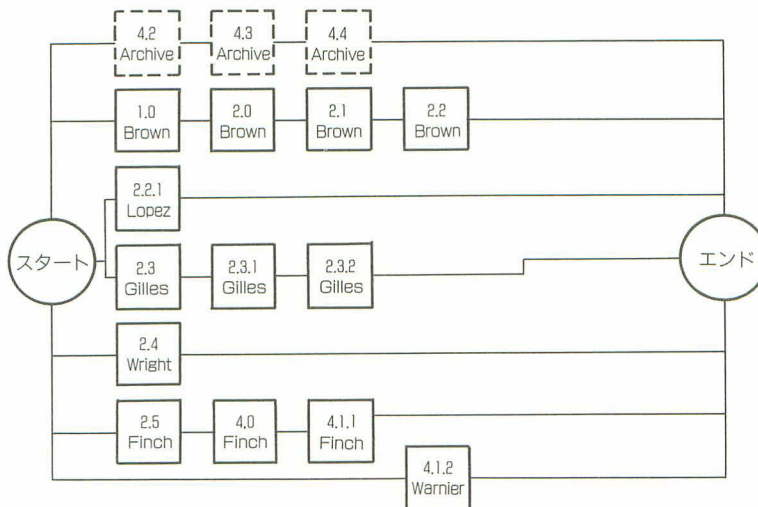 4.2
Archive
4.3
Archive
4.4
Archive
1.0
Brown
2.0
Brown
2.1
Brown
2.2
Brown
2.2.1
Lopez
スタート
エンド
2.3
Gilles
2.3.1
Gilles
2.3.2
Gilles
2.4
Wright
2.5
Finch
4.0
Finch
4.1.1
Finch
4.1.2
Warnier